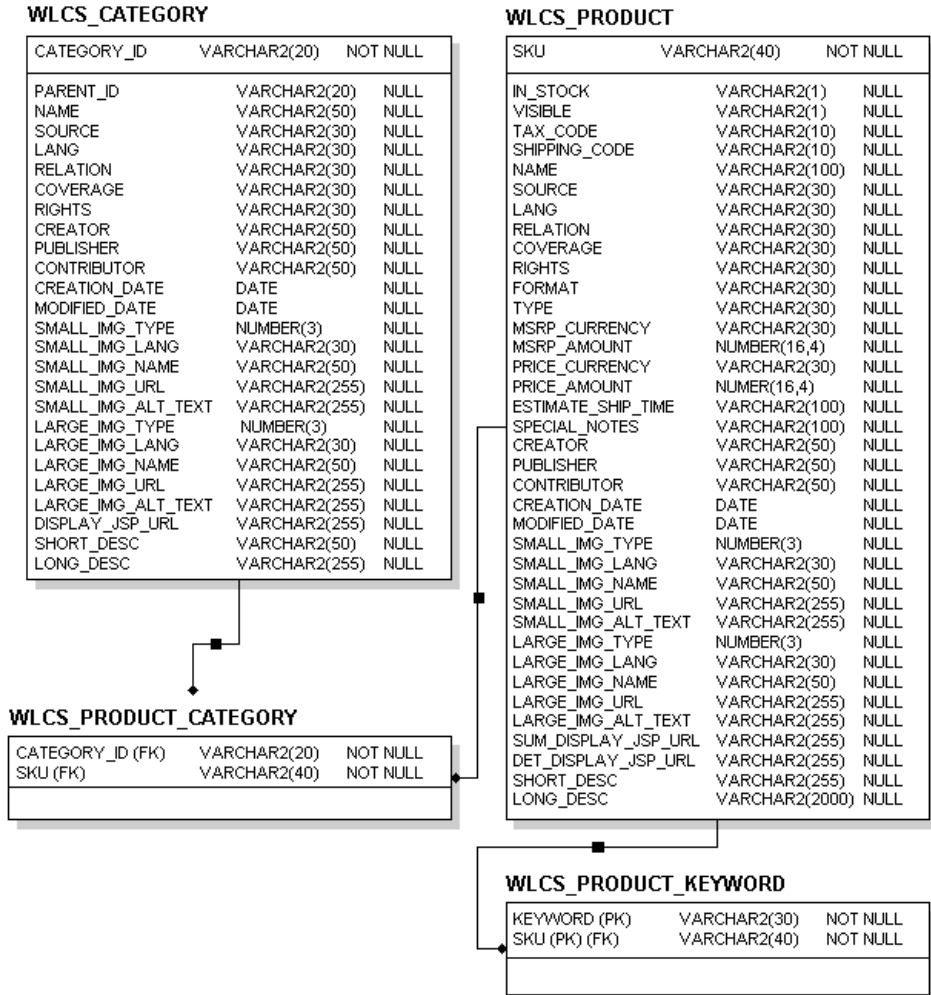 WLCS_CATEGORY
CATEGORY_ID VARCHAR2(20) NOT NULL
PARENT_ID VARCHAR2(20) NULL
NAME VARCHAR2(50) NULL
SOURCE VARCHAR2(30) NULL
LANG VARCHAR2(30) NULL
RELATION VARCHAR2(30) NULL
COVERAGE VARCHAR2(30) NULL
RIGHTS VARCHAR2(30) NULL
CREATOR VARCHAR2(50) NULL
PUBLISHER VARCHAR2(50) NULL
CONTRIBUTOR VARCHAR2(50) NULL
CREATION_DATE DATE NULL
MODIFIED_DATE DATE NULL
SMALL_IMG_TYPE NUMBER(3) NULL
SMALL_IMG_LANG VARCHAR2(30) NULL
SMALL_IMG_NAME VARCHAR2(50) NULL
SMALL_IMG_URL VARCHAR2(255) NULL
SMALL_IMG_ALT_TEXT VARCHAR2(255) NULL
LARGE_IMG_TYPE NUMBER(3) NULL
LARGE_IMG_LANG VARCHAR2(30) NULL
LARGE_IMG_NAME VARCHAR2(50) NULL
LARGE_IMG_URL VARCHAR2(255) NULL
LARGE_IMG_ALT_TEXT VARCHAR2(255) NULL
DISPLAY_JSP_URL VARCHAR2(255) NULL
SHORT_DESC VARCHAR2(50) NULL
LONG_DESC VARCHAR2(255) NULL
WLCS_PRODUCT
SKU VARCHAR2(40) NOT NULL
IN_STOCK VARCHAR2(1) NULL
VISIBLE VARCHAR2(1) NULL
TAX_CODE VARCHAR2(10) NULL
SHIPPING_CODE VARCHAR2(10) NULL
NAME VARCHAR2(100) NULL
SOURCE VARCHAR2(30) NULL
LANG VARCHAR2(30) NULL
RELATION VARCHAR2(30) NULL
COVERAGE VARCHAR2(30) NULL
RIGHTS VARCHAR2(30) NULL
FORMAT VARCHAR2(30) NULL
TYPE VARCHAR2(30) NULL
MSRP_CURRENCY VARCHAR2(30) NULL
MSRP_AMOUNT NUMBER(16,4) NULL
PRICE_CURRENCY VARCHAR2(30) NULL
PRICE_AMOUNT NUMER(16,4) NULL
ESTIMATE_SHIP_TIME VARCHAR2(100) NULL
SPECIAL_NOTES VARCHAR2(100) NULL
CREATOR VARCHAR2(50) NULL
PUBLISHER VARCHAR2(50) NULL
CONTRIBUTOR VARCHAR2(50) NULL
CREATION_DATE DATE NULL
MODIFIED_DATE DATE NULL
SMALL_IMG_TYPE NUMBER(3) NULL
SMALL_IMG_LANG VARCHAR2(30) NULL
SMALL_IMG_NAME VARCHAR2(50) NULL
SMALL_IMG_URL VARCHAR2(255) NULL
SMALL_IMG_ALT_TEXT VARCHAR2(255) NULL
LARGE_IMG_TYPE NUMBER(3) NULL
LARGE_IMG_LANG VARCHAR2(30) NULL
LARGE_IMG_NAME VARCHAR2(50) NULL
LARGE_IMG_URL VARCHAR2(255) NULL
LARGE_IMG_ALT_TEXT VARCHAR2(255) NULL
SUM_DISPLAY_JSP_URL VARCHAR2(255) NULL
DET_DISPLAY_JSP_URL VARCHAR2(255) NULL
SHORT_DESC VARCHAR2(255) NULL
LONG_DESC VARCHAR2(2000) NULL
WLCS_PRODUCT_CATEGORY
CATEGORY_ID (FK) VARCHAR2(20) NOT NULL
SKU (FK) VARCHAR2(40) NOT NULL
WLCS_PRODUCT_KEYWORD
KEYWORD (PK) VARCHAR2(30) NOT NULL
SKU (PK) (FK) VARCHAR2(40) NOT NULL